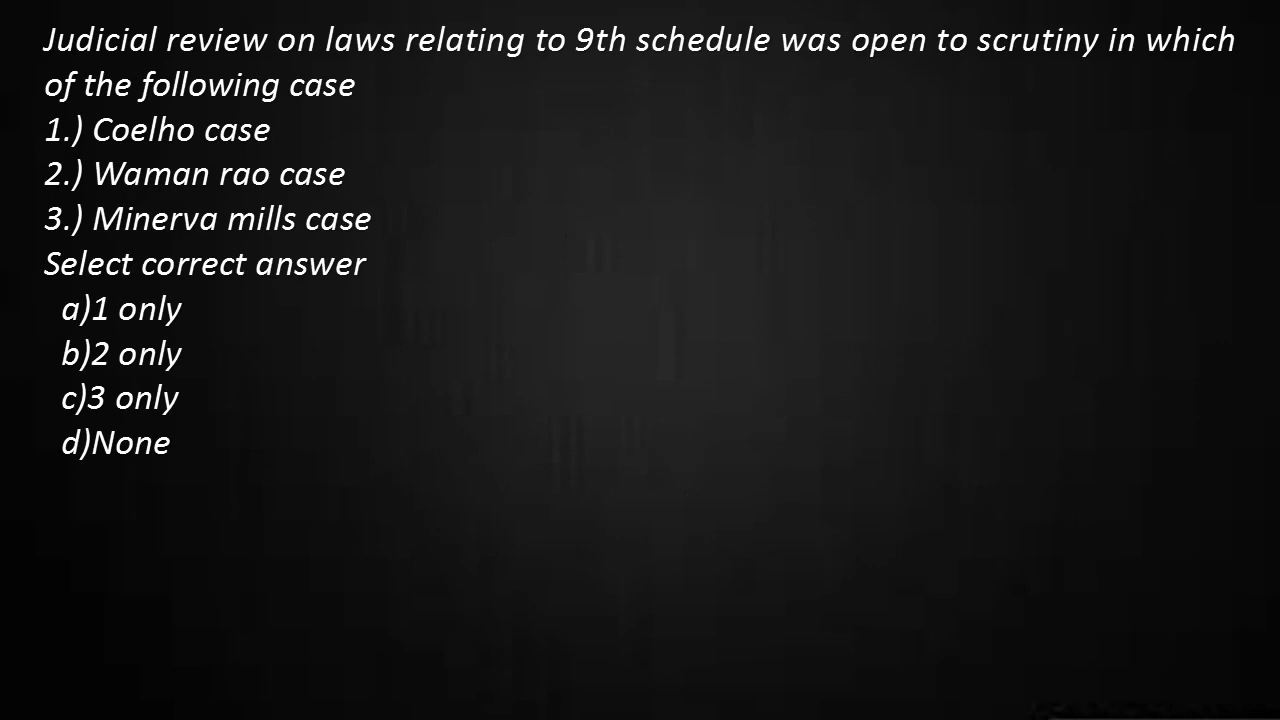 Judicial review on laws relating to 9th schedule was open to scrutiny in which
of the following case
1.) Coelho case
2.) Waman rao case
3.) Minerva mills case
Select correct answer
a)1 only
b)2 only
c)3 only
d)None